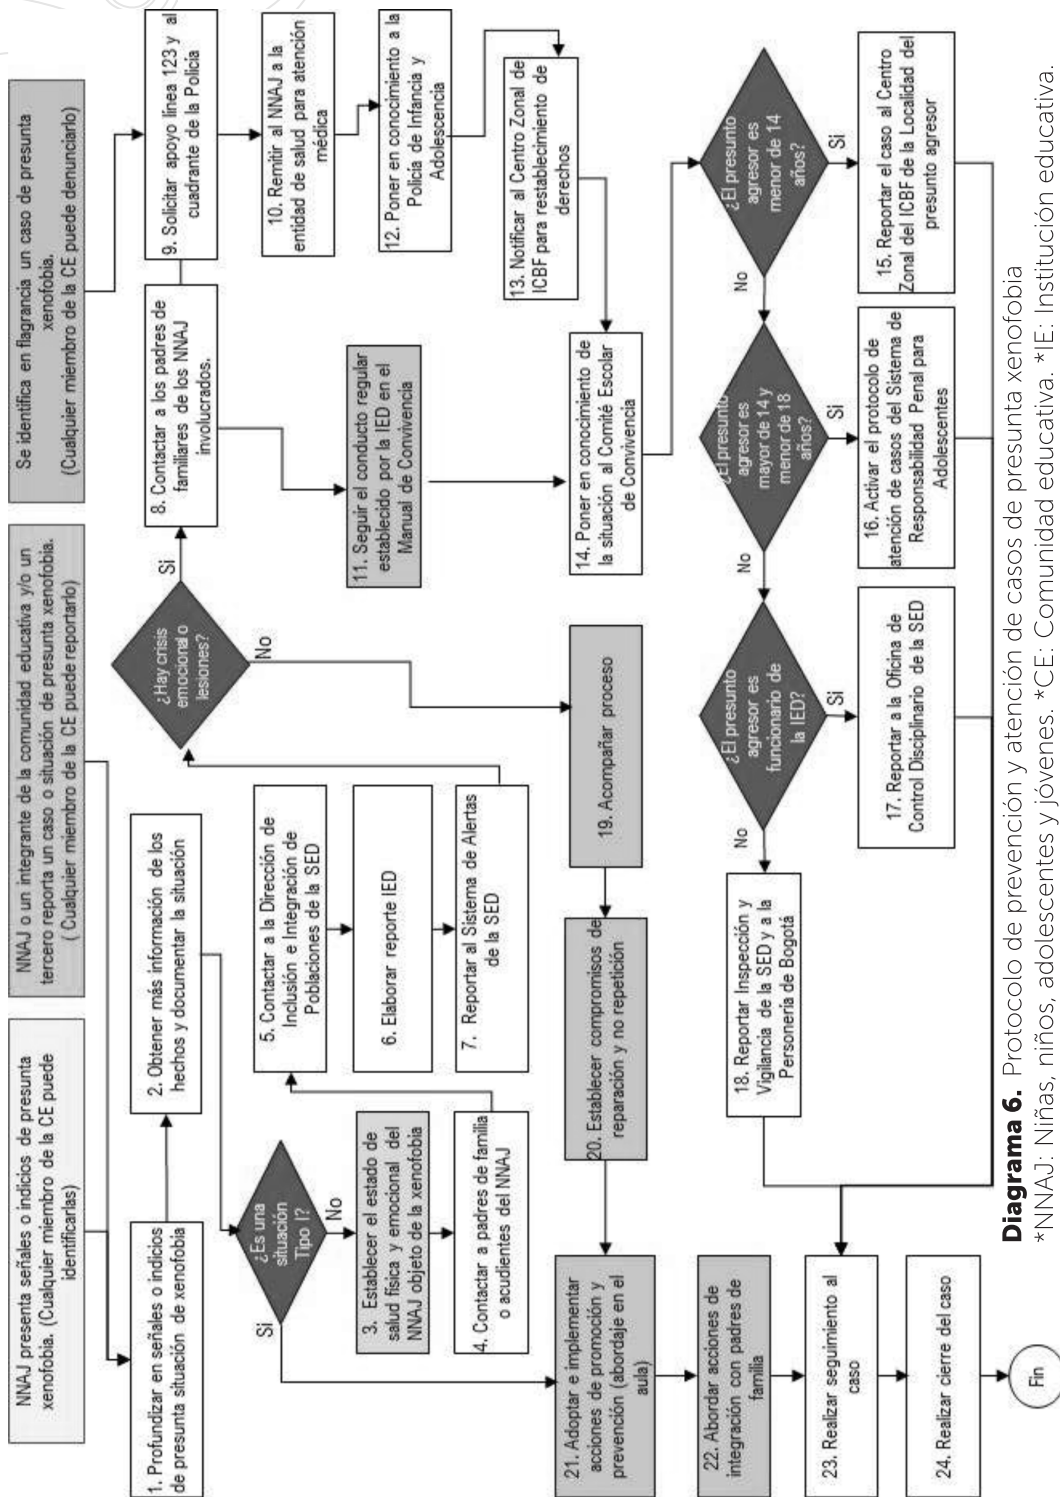 NNAJ presenta señales o indicios de presunta
xenofobia. (Cualquier miembro de la CE puede
identificarlas)
NNAJ o un integrante de la comunidad educativa y/o un
tercero reporta un caso o situación de presunta xenofobia.
( Cualquier miembro de la CE puede reportarlo)
Se identifica en flagrancia un caso de presunta
xenofobia.
(Cualquier miembro de la CE puede denunciarlo)
1. Profundizar en señales o indicios
de presunta situación de xenofobia
2. Obtener más información de los
hechos y documentar la situación
¿Es una
situación
Tipo I?
Si
No
3. Establecer el estado de
salud física y emocional del
NNAJ objeto de la xenofobia
4. Contactar a padres de familia
o acudientes del NNAJ
5. Contactar a la Dirección de
Inclusión e Integración de
Poblaciones de la SED
6. Elaborar reporte IED
7. Reportar al Sistema de Alertas
de la SED
¿Hay crisis
emocional o
lesiones?
Si
No
8. Contactar a los padres de
familiares de los NNAJ
involucrados.
9. Solicitar apoyo línea 123 y al
cuadrante de la Policía
10. Remitir al NNAJ a la
entidad de salud para atención
médica
11. Seguir el conducto regular
establecido por la IED en el
Manual de Convivencia
12. Poner en conocimiento a la
Policía de Infancia y
Adolescencia
13. Notificar al Centro Zonal de
ICBF para restablecimiento de
derechos
14. Poner en conocimiento de
la situación al Comité Escolar
de Convivencia
¿El presunto
agresor es
menor de 14
años?
No
Si
15. Reportar el caso al Centro
Zonal del ICBF de la Localidad del
presunto agresor
¿El presunto
agresor es
mayor de 14 y
menor de 18
años?
No
Si
16. Activar el protocolo de
atención de casos del Sistema de
Responsabilidad Penal para
Adolescentes
¿El presunto
agresor es
funcionario de
la IED?
No
Si
17. Reportar a la Oficina de
Control Disciplinario de la SED
18. Reportar Inspección y
Vigilancia de la SED y a la
Personería de Bogotá
19. Acompañar proceso
20. Establecer compromisos de
reparación y no repetición
21. Adoptar e implementar
acciones de promoción y
prevención (abordaje en el
aula)
22. Abordar acciones de
integración con padres de
familia
23. Realizar seguimiento al
caso
24. Realizar cierre del caso
Fin
Diagrama 6. Protocolo de prevención y atención de casos de presunta xenofobia
*NNAJ: Niñas, niños, adolescentes y jóvenes. *CE: Comunidad educativa. *IE: Institución educativa.